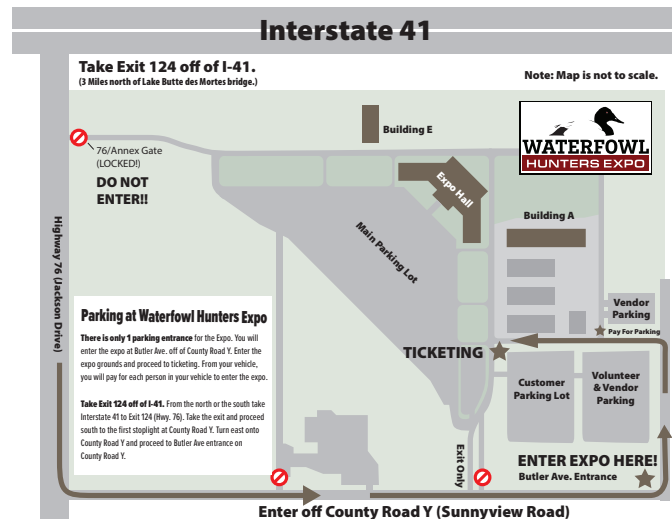 Interstate 41
Take Exit 124 off of I-41.
(3 Miles north of Lake Butte des Mortes bridge.)
Note: Map is not to scale.
WATERFOWL
HUNTERS EXPO
Building E
76/Annex Gate
(LOCKED!)
DO NOT
ENTER!!
Expo Hall
Building A
Main Parking Lot
Highway 76 (Jackson Drive)
Vendor
Parking
Pay For Parking
TICKETING
Customer
Parking Lot
Volunteer
& Vendor
Parking
Parking at Waterfowl Hunters Expo
There is only 1 parking entrance for the Expo. You will
enter the expo at Butler Ave. off of County Road Y. Enter the
expo grounds and proceed to ticketing. From your vehicle,
you will pay for each person in your vehicle to enter the expo.
Take Exit 124 off of I-41. From the north or the south take
Interstate 41 to Exit 124 (Hwy. 76). Take the exit and proceed
south to the first stoplight at County Road Y. Turn east onto
County Road Y and proceed to Butler Ave entrance on
County Road Y.
Exit Only
ENTER EXPO HERE!
Butler Ave. Entrance
Enter off County Road Y (Sunnyview Road)